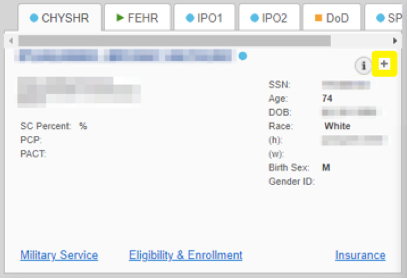 CHYSHR FEHR IPO1 IPO2 DoD SP
SSN:
Age: 74
DOB:
SC Percent: % Race: White
PCP: (h):
PACT: (w):
Birth Sex: M
Gender ID:
Military Service Eligibility & Enrollment Insurance